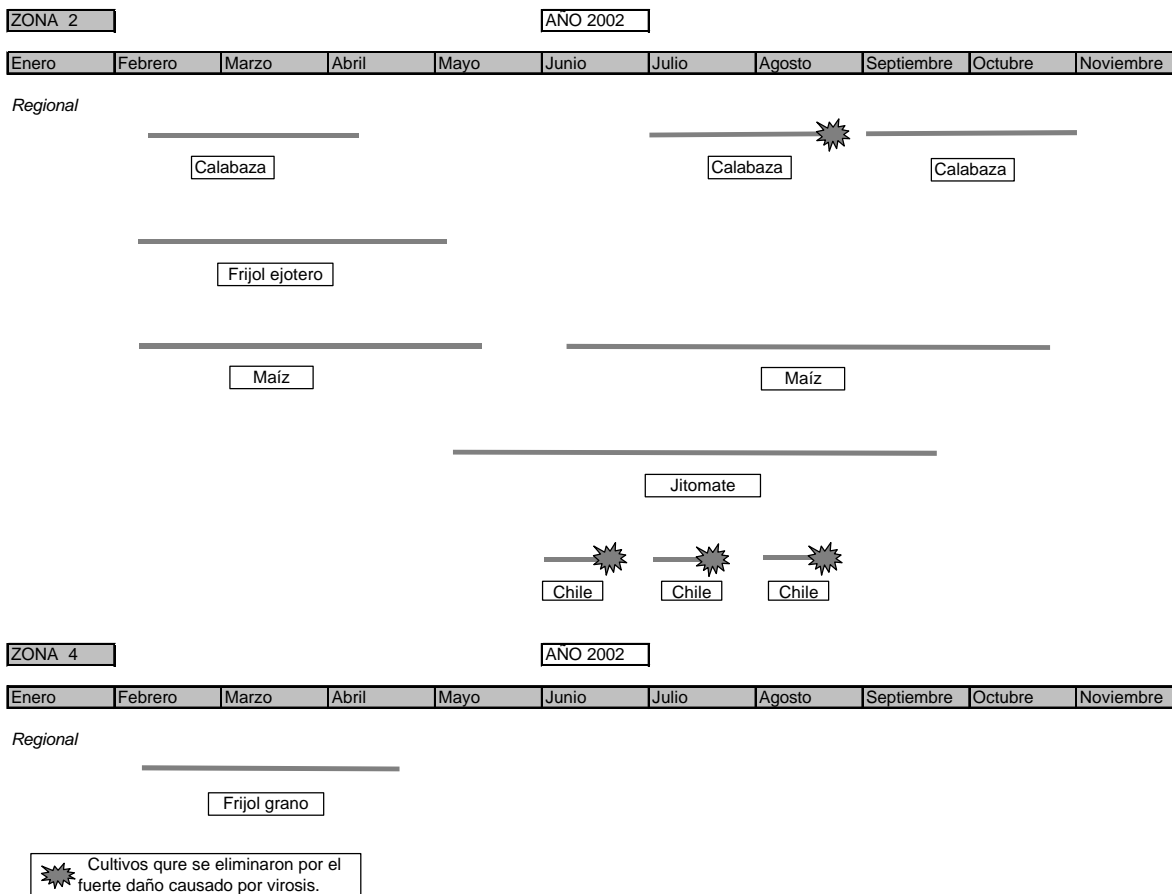 ZONA 2 AÑO 2002
Enero Febrero Marzo Abril Mayo Junio Julio Agosto Septiembre Octubre Noviembre
Regional
Calabaza Calabaza Calabaza
Frijol ejotero
Maíz Maíz
Jitomate
Chile Chile Chile
ZONA 4 AÑO 2002
Enero Febrero Marzo Abril Mayo Junio Julio Agosto Septiembre Octubre Noviembre
Regional
Frijol grano
Cultivos qure se eliminaron por el
fuerte daño causado por virosis.